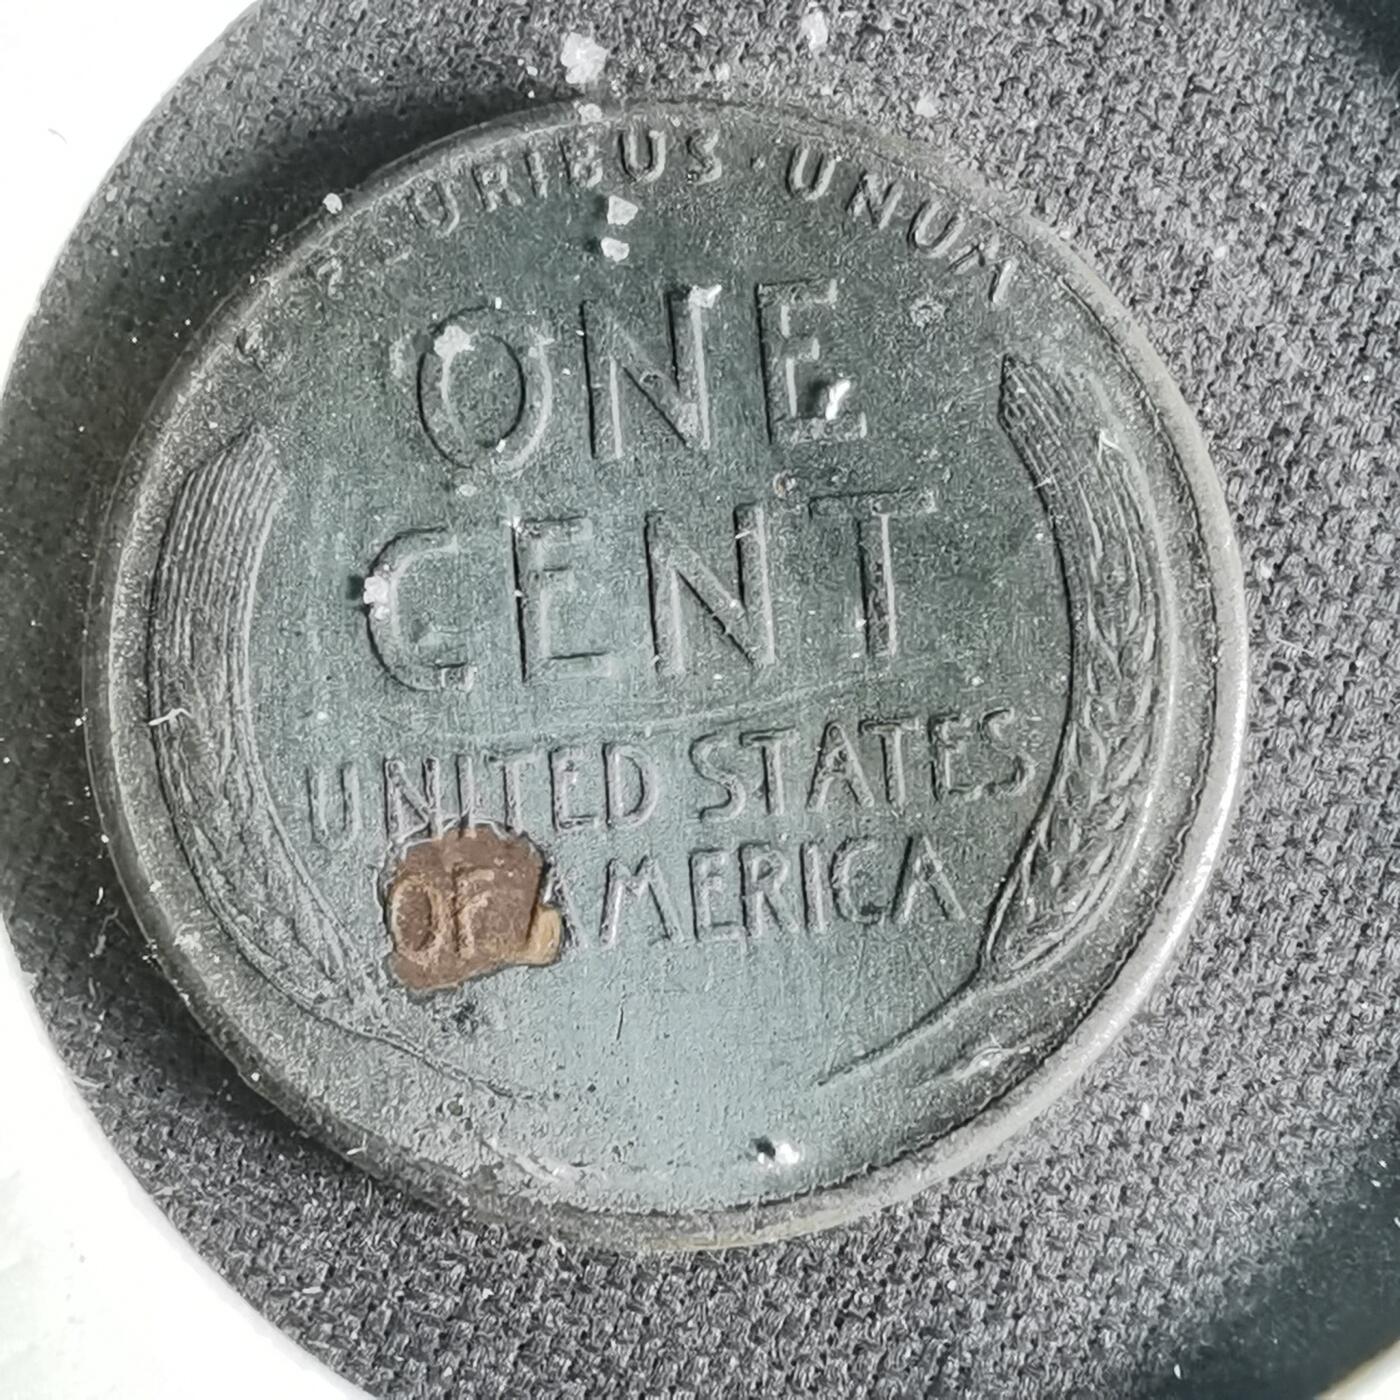 URIBUS · UNUM
ONE
CENT
UNITED STATES
OF AMERICA